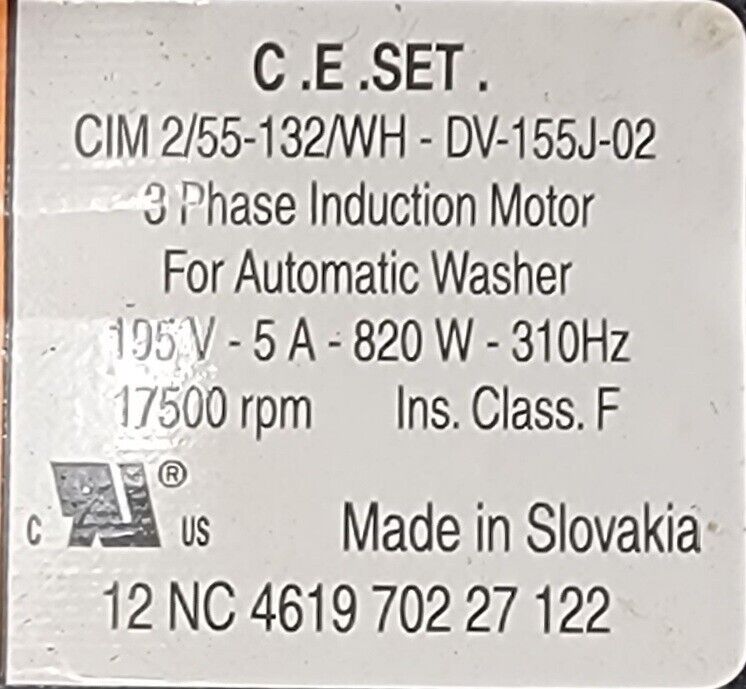 C .E .SET .
CIM 2/55-132/WH - DV-155J-02
3 Phase Induction Motor
For Automatic Washer
195 V - 5 A - 820 W - 310Hz
17500 rpm Ins. Class. F
C ® US
Made in Slovakia
12 NC 4619 702 27 122